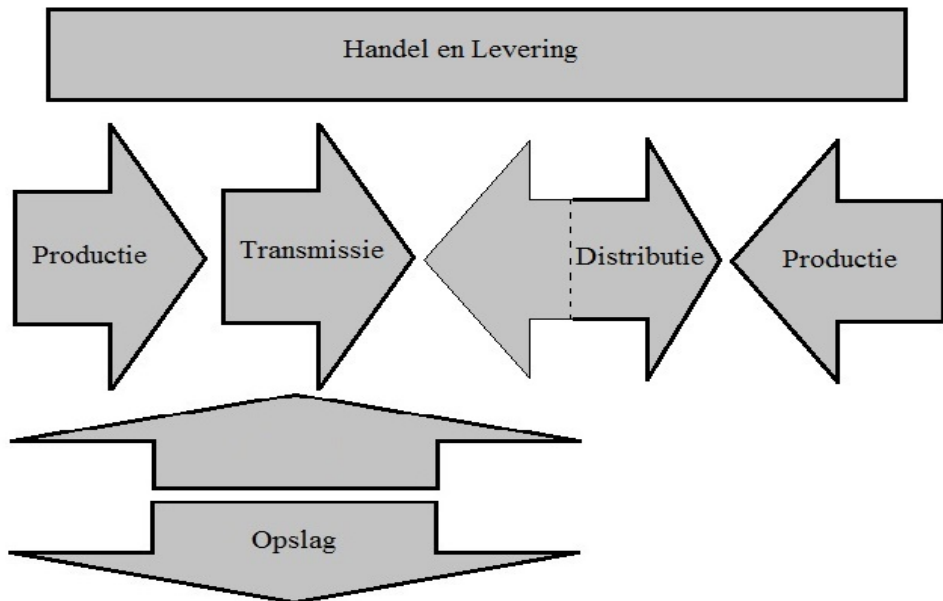 Handel en Levering
Productie
Transmissie
Distributie
Productie
Opslag